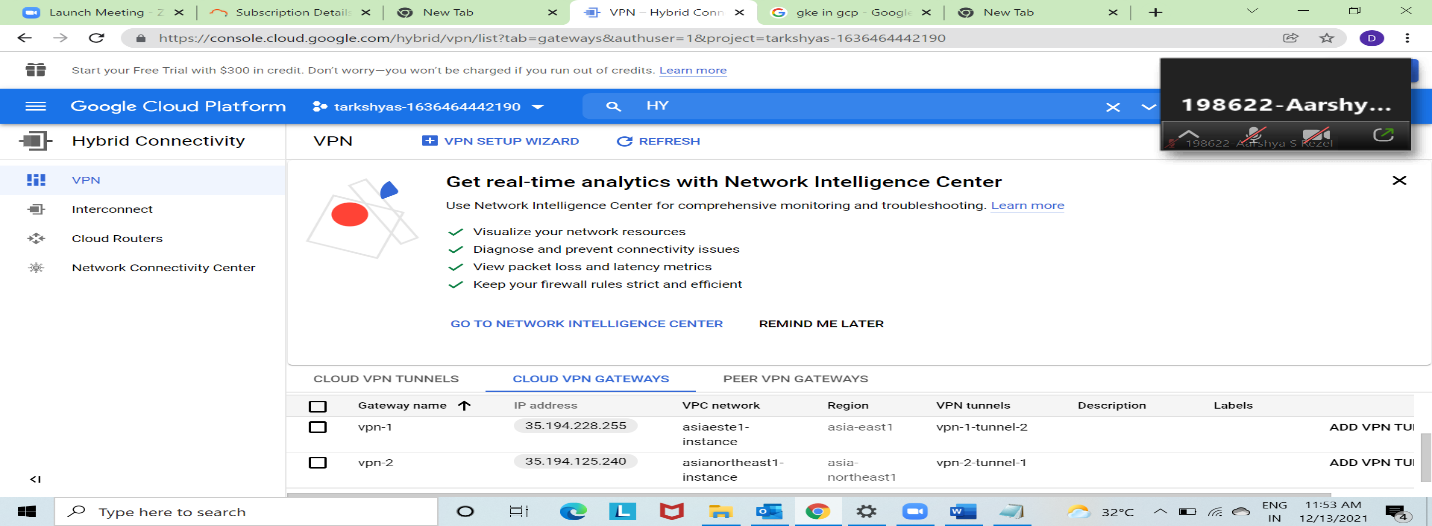 Launch Meeting - Z
Subscription Details
New Tab
VPN – Hybrid Conn
gke in gcp - Google
New Tab
https://console.cloud.google.com/hybrid/vpn/list?tab=gateways&authuser=1&project=tarkshyas-1636464442190
D
Start your Free Trial with $300 in credit. Don't worry—you won't be charged if you run out of credits. Learn more
Google Cloud Platform
tarkshyas-1636464442190
HY
198622-Aarshy...
198622-Aarshya S Rezel
Hybrid Connectivity
VPN
VPN SETUP WIZARD
REFRESH
VPN
Interconnect
Cloud Routers
Network Connectivity Center
Get real-time analytics with Network Intelligence Center
Use Network Intelligence Center for comprehensive monitoring and troubleshooting. Learn more
Visualize your network resources
Diagnose and prevent connectivity issues
View packet loss and latency metrics
Keep your firewall rules strict and efficient
GO TO NETWORK INTELLIGENCE CENTER
REMIND ME LATER
CLOUD VPN TUNNELS
CLOUD VPN GATEWAYS
PEER VPN GATEWAYS
Gateway name
IP address
VPC network
Region
VPN tunnels
Description
Labels
vpn-1
35.194.228.255
asiaeste1-
instance
asia-east1
vpn-1-tunnel-2
ADD VPN TU
vpn-2
35.194.125.240
asianortheast1-
instance
asia-
northeast1
vpn-2-tunnel-1
ADD VPN TU
Type here to search
32°C
ENG
IN
11:53 AM
12/13/2021
4